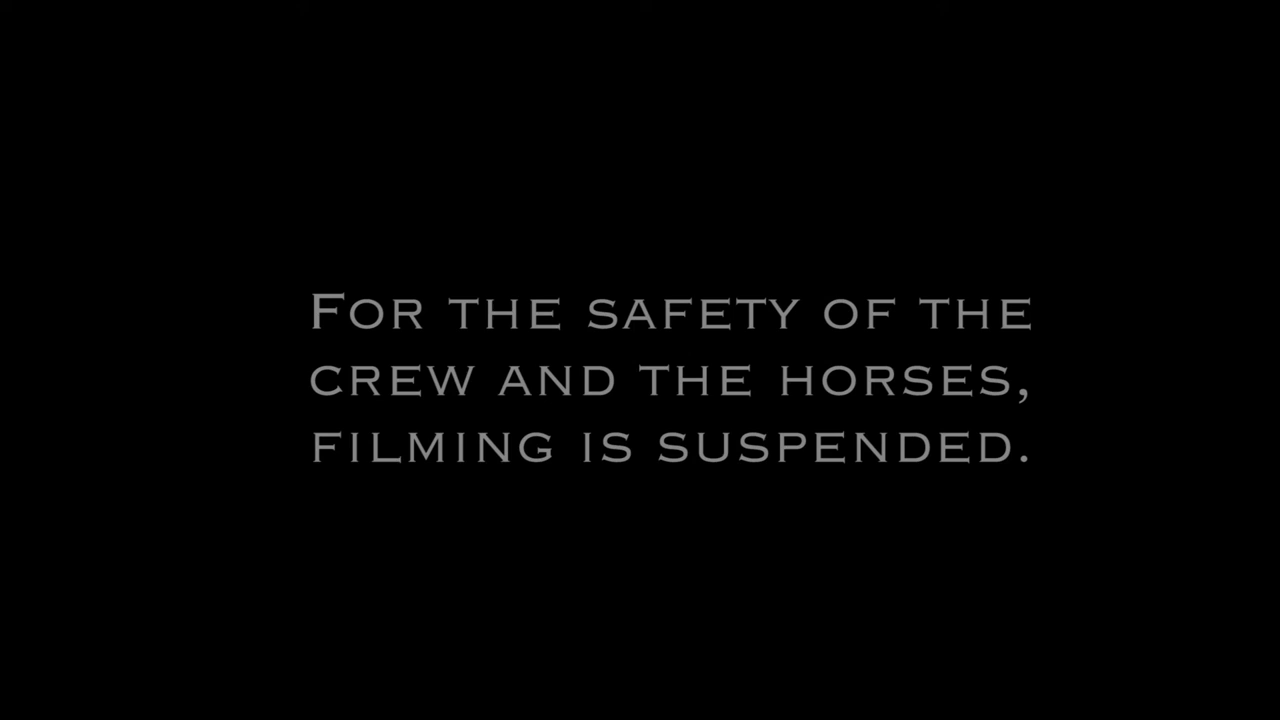 For the safety of the
crew and the horses,
filming is suspended.